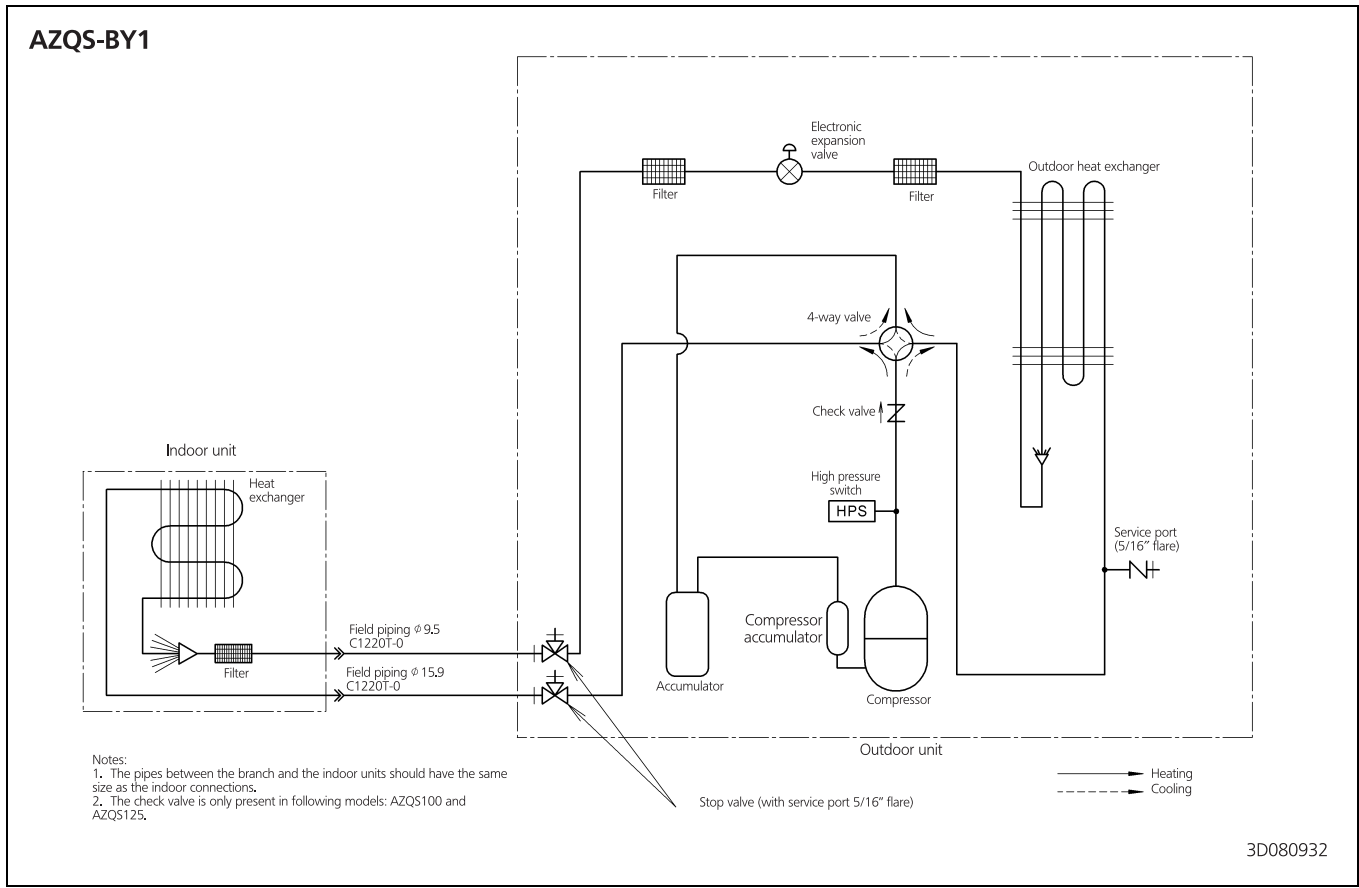 AZQS-BY1
Electronic
expansion
valve
Filter
Filter
Outdoor heat exchanger
4-way valve
Check valve
High pressure
switch
HPS
Service port
(5/16" flare)
Indoor unit
Heat
exchanger
Filter
Field piping ϕ 9.5
C1220T-0
Field piping ϕ 15.9
C1220T-0
Compressor
accumulator
Accumulator
Compressor
Outdoor unit
Notes:
1. The pipes between the branch and the indoor units should have the same
size as the indoor connections.
2. The check valve is only present in following models: AZQS100 and
AZQS125.
Stop valve (with service port 5/16" flare)
Heating
Cooling
3D080932